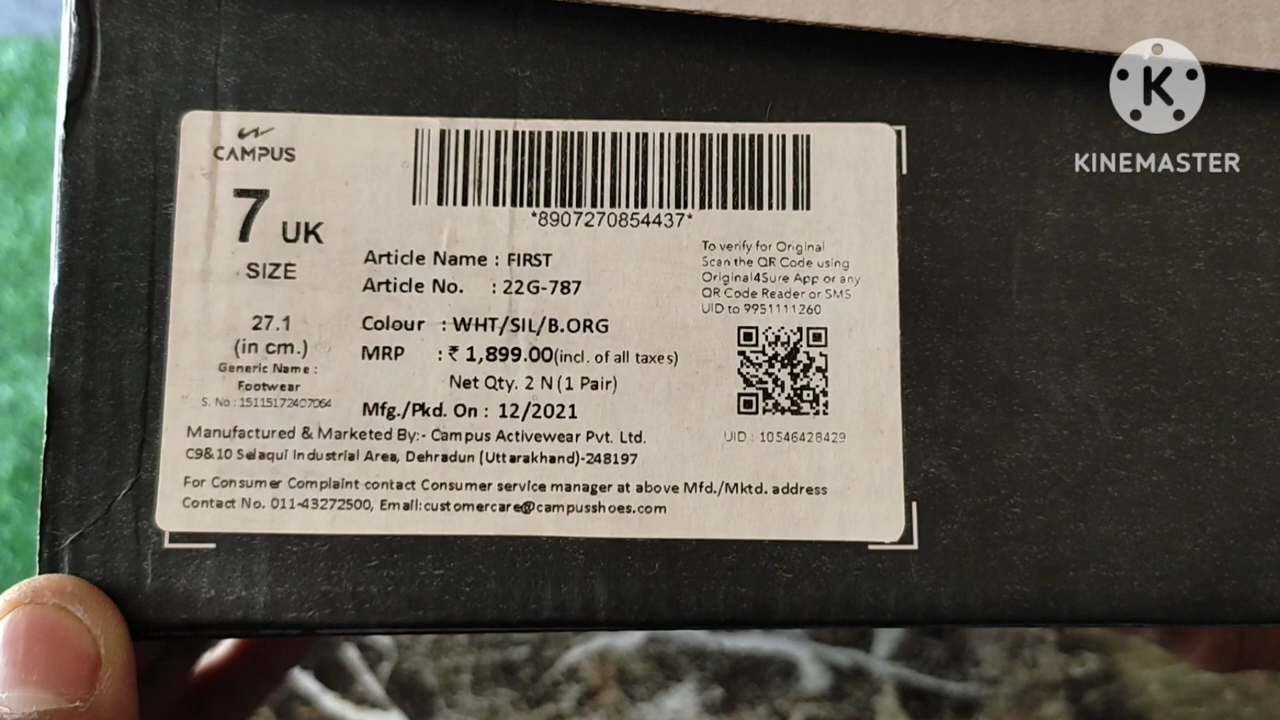 CAMPUS
7 UK
SIZE
27.1
(in cm.)
Generic Name :
Footwear
S. No : 15115172407064
*8907270854437*
Article Name : FIRST
Article No. : 22G-787
Colour : WHT/SIL/B.ORG
MRP : ₹ 1,899.00(incl. of all taxes)
Net Qty. 2 N (1 Pair)
Mfg./Pkd. On : 12/2021
To verify for Original
Scan the QR Code using
Original4Sure App or any
QR Code Reader or SMS
UID to 9951111260
UID : 10546428429
Manufactured & Marketed By:- Campus Activewear Pvt. Ltd.
C9&10 Selaqui Industrial Area, Dehradun (Uttarakhand)-248197
For Consumer Complaint contact Consumer service manager at above Mfd./Mktd. address
Contact No. 011-43272500, Email:customercare@campusshoes.com
K
KINEMASTER